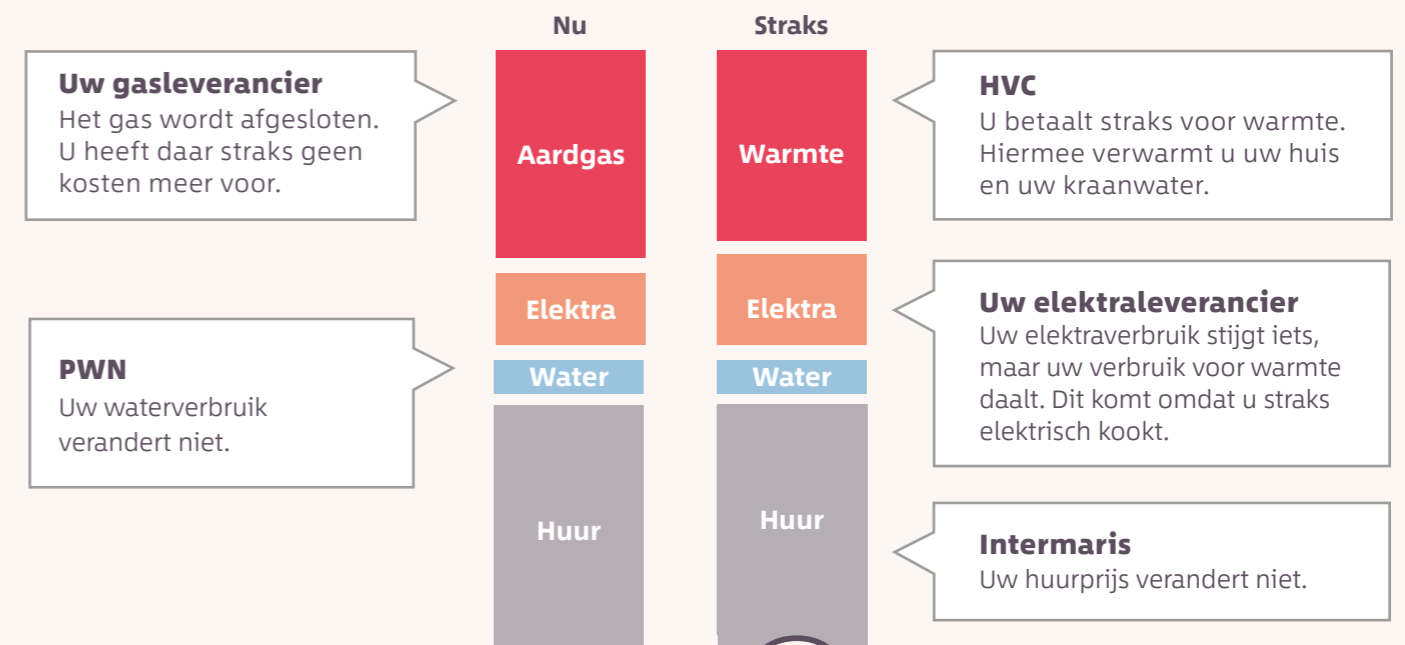 Nu
Straks
Uw gasleverancier
Het gas wordt afgesloten.
U heeft daar straks geen
kosten meer voor.
PWN
Uw waterverbruik
verandert niet.
Aardgas
Elektra
Water
Huur
Warmte
Elektra
Water
Huur
HVC
U betaalt straks voor warmte.
Hiermee verwarmt u uw huis
en uw kraanwater.
Uw elektraleverancier
Uw elektraverbruik stijgt iets,
maar uw verbruik voor warmte
daalt. Dit komt omdat u straks
elektrisch kookt.
Intermaris
Uw huurprijs verandert niet.